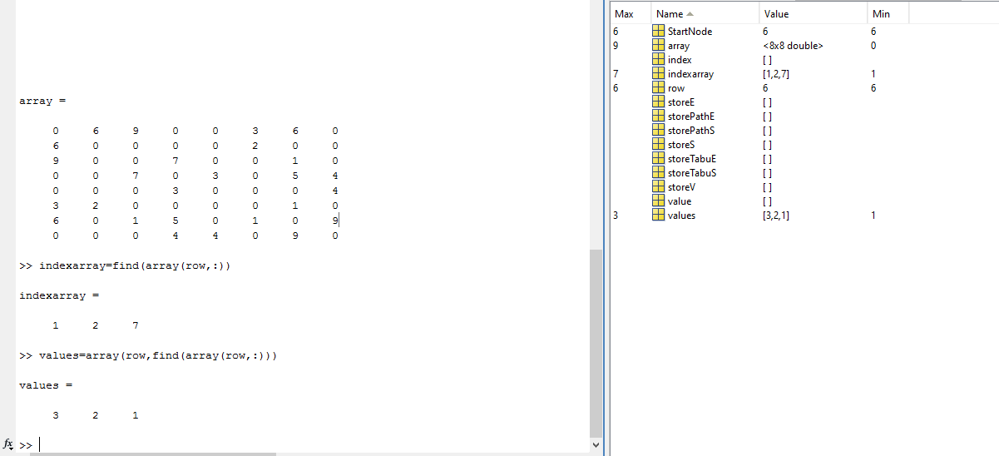 array =
0 6 9 0 0 3 6 0
6 0 0 0 0 2 0 0
9 0 0 7 0 0 1 0
0 0 7 0 3 0 5 4
0 0 0 3 0 0 0 4
3 2 0 0 0 0 1 0
6 0 1 5 0 1 0 9
0 0 0 4 4 0 9 0
>> indexarray=find(array(row,:))
indexarray =
1 2 7
>> values=array(row,find(array(row,:)))
values =
3 2 1
fx >>
Max Name Value Min
6 StartNode 6 6
9 array <8x8 double> 0
index []
7 indexarray [1,2,7] 1
6 row 6 6
storeE []
storePathE []
storePathS []
storeS []
storeTabuE []
storeTabuS []
storeV []
value []
3 values [3,2,1] 1